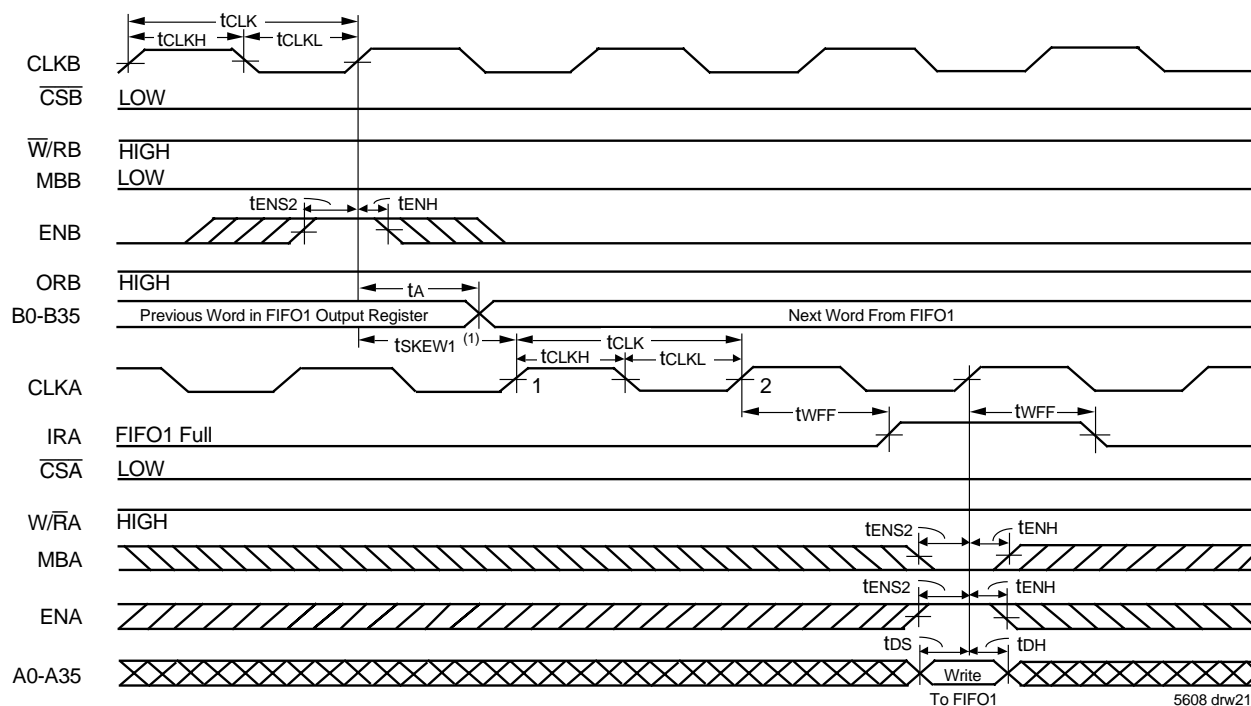 tCLK
tCLKH tCLKL
CLKB
CSB LOW
W/RB HIGH
MBB LOW
tENS2 tENH
ENB
ORB HIGH
tA
B0-B35 Previous Word in FIFO1 Output Register Next Word From FIFO1
tSKEW1 (1) tCLK
tCLKH tCLKL
CLKA 1 2
tWFF tWFF
IRA FIFO1 Full
CSA LOW
W/RA HIGH
tENS2 tENH
MBA
tENS2 tENH
ENA
tDS tDH
A0-A35 Write
To FIFO1 5608 drw21